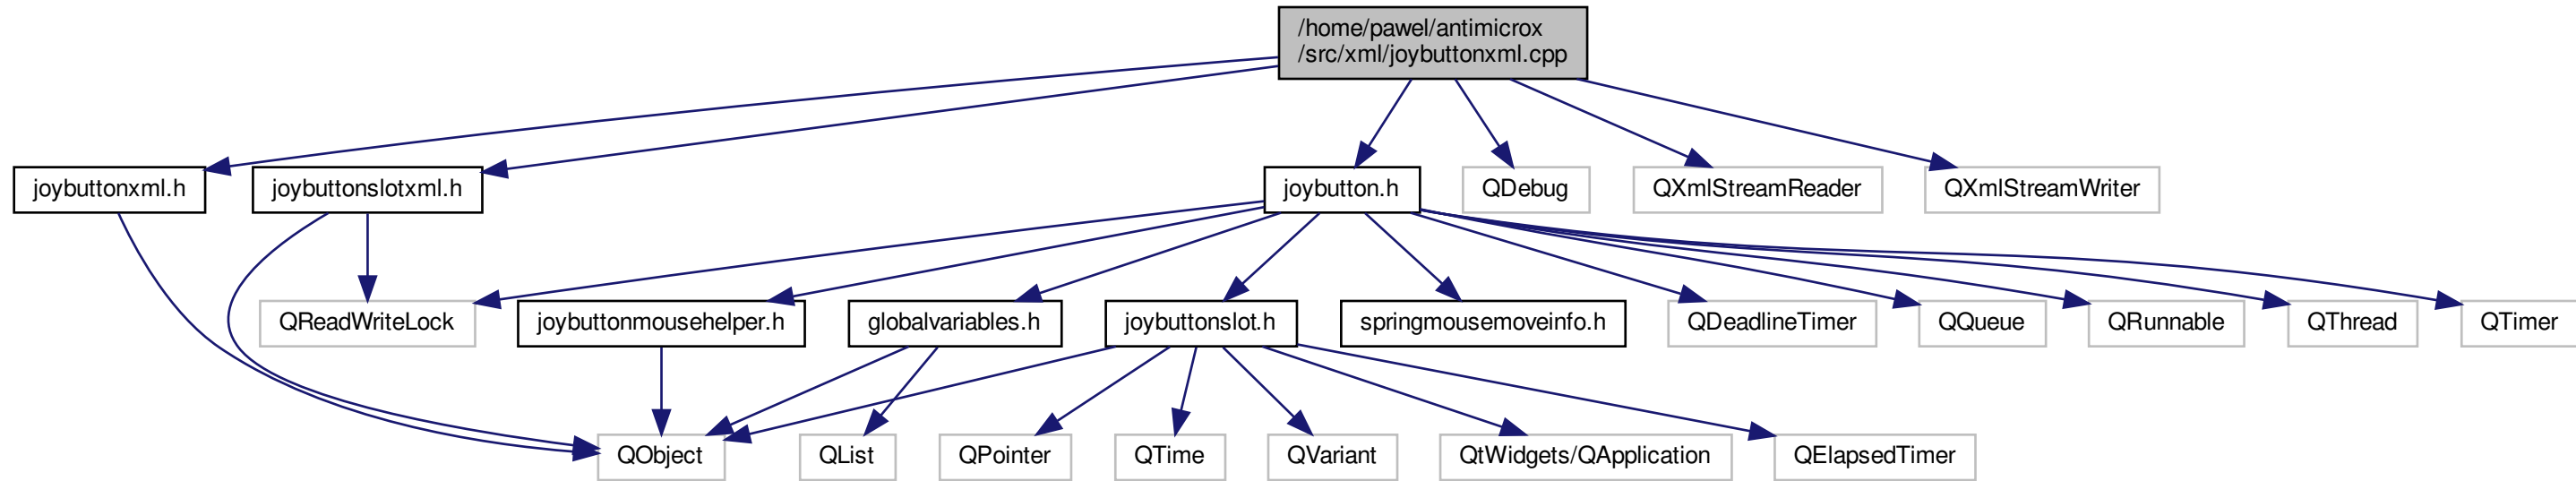 /home/pawel/antimicrox
/src/xml/joybuttonxml.cpp
joybuttonxml.h
joybuttonslotxml.h
joybutton.h
QDebug
QXmlStreamReader
QXmlStreamWriter
QReadWriteLock
joybuttonmousehelper.h
globalvariables.h
joybuttonslot.h
springmousemoveinfo.h
QDeadlineTimer
QQueue
QRunnable
QThread
QTimer
QObject
QList
QPointer
QTime
QVariant
QtWidgets/QApplication
QElapsedTimer